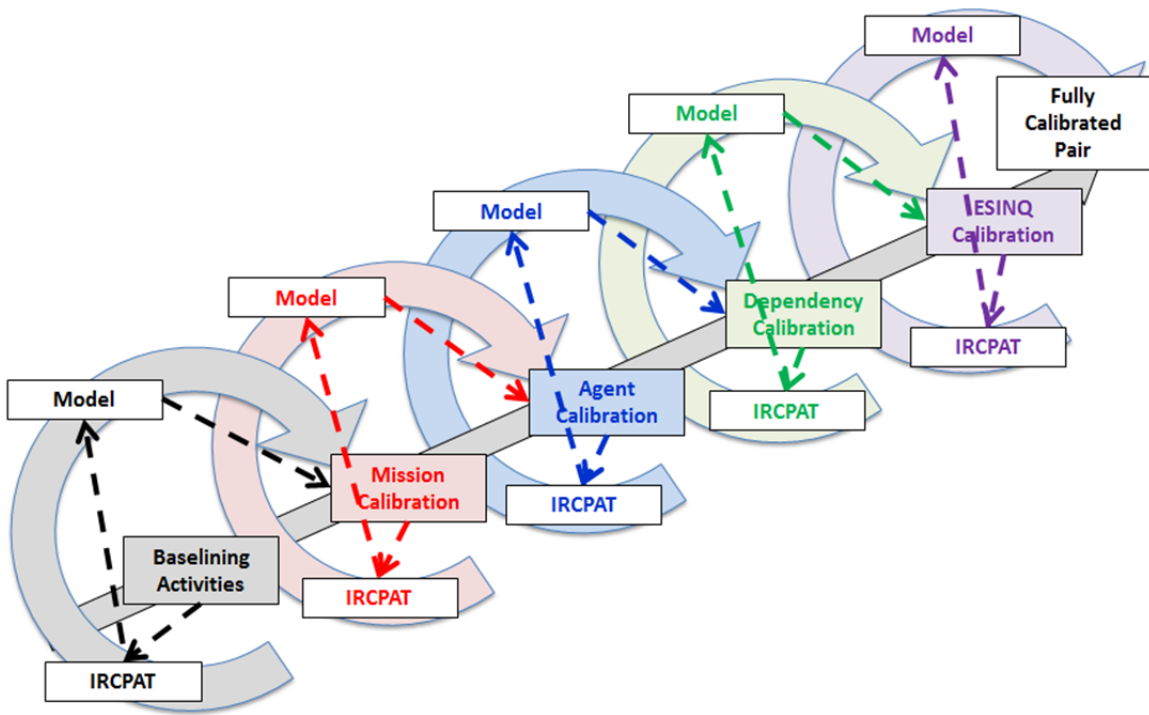 Model
Fully
Calibrated
Pair
Model
ESINQ
Calibration
Model
Dependency
Calibration
IRCPAT
Model
Agent
Calibration
IRCPAT
Model
Mission
Calibration
IRCPAT
Baselining
Activities
IRCPAT
IRCPAT